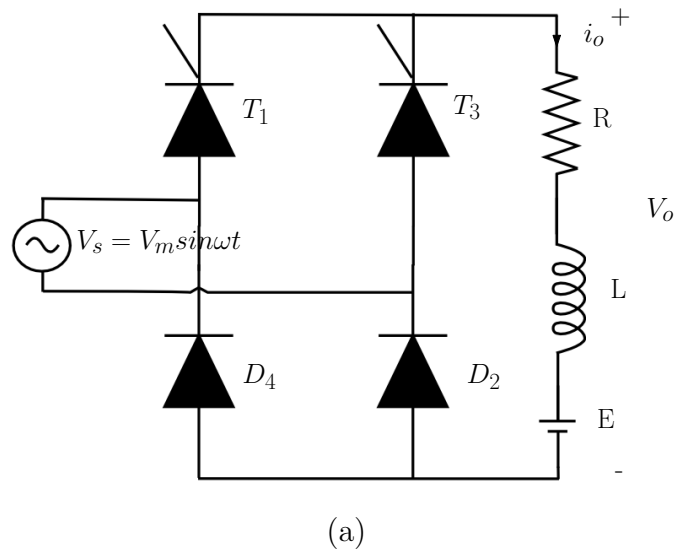 i_o +
T_1
T_3
R
V_o
V_s = V_m sinωt
L
D_4
D_2
E
-
(a)